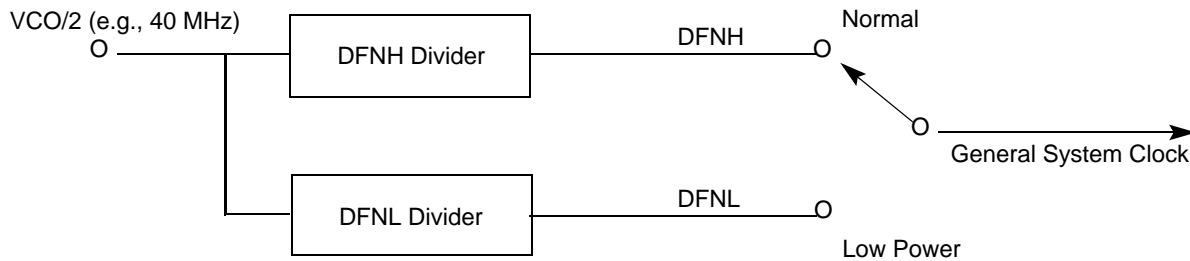 VCO/2 (e.g., 40 MHz)
O
DFNH Divider
DFNH
Normal
O
O
General System Clock
DFNL Divider
DFNL
O
Low Power